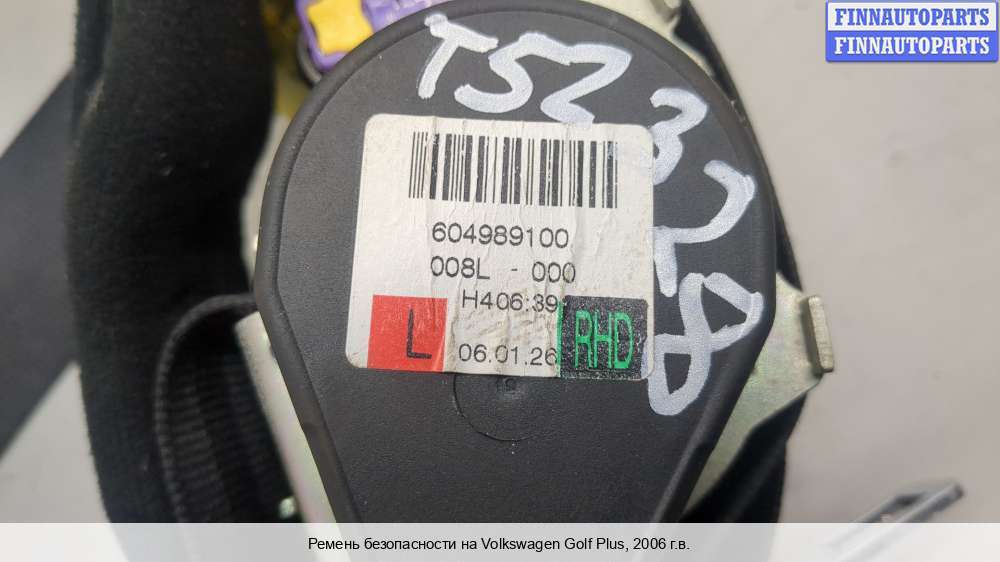 FINNAUTOPARTS
FINNAUTOPARTS
T52 3228
604989100
008L - 000
H406:39
L
06.01.26
RHD
Ремень безопасности на Volkswagen Golf Plus, 2006 г.в.